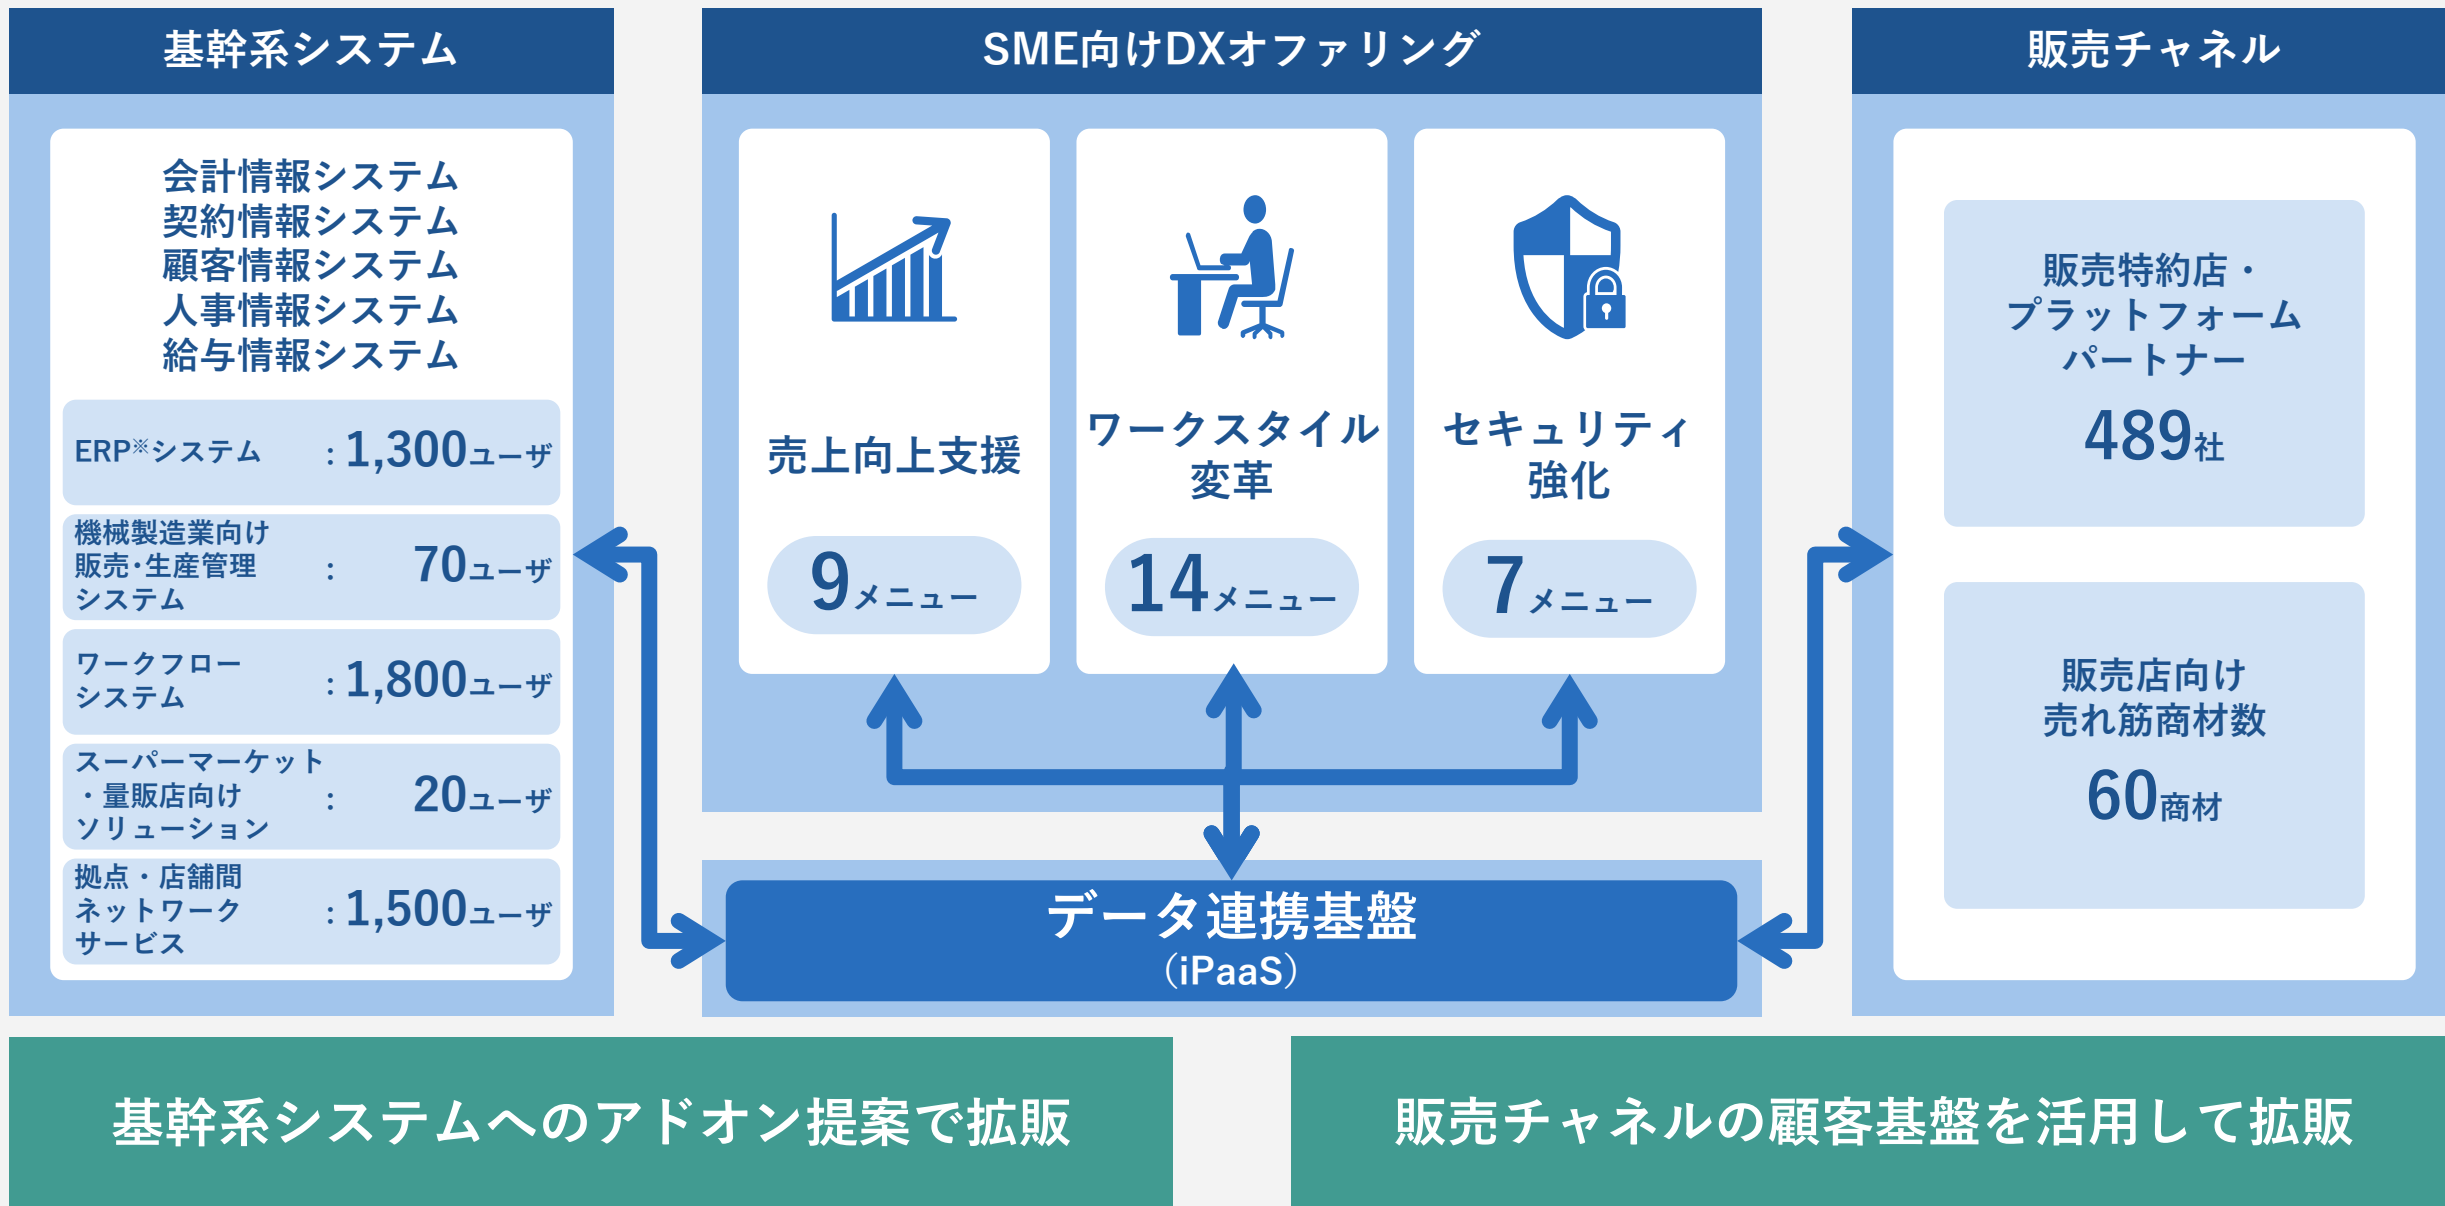 基幹系システム
会計情報システム
契約情報システム
顧客情報システム
人事情報システム
給与情報システム
ERP※システム : 1,300ユーザ
機械製造業向け
販売・生産管理
システム
: 70ユーザ
ワークフロー
システム
: 1,800ユーザ
スーパーマーケット
・量販店向け
ソリューション
: 20ユーザ
拠点・店舗間
ネットワーク
サービス
: 1,500ユーザ
SME向けDXオファリング
売上向上支援
9メニュー
ワークスタイル
変革
14メニュー
セキュリティ
強化
7メニュー
データ連携基盤
（iPaaS）
販売チャネル
販売特約店・
プラットフォーム
パートナー
489社
販売店向け
売れ筋商材数
60商材
基幹系システムへのアドオン提案で拡販
販売チャネルの顧客基盤を活用して拡販